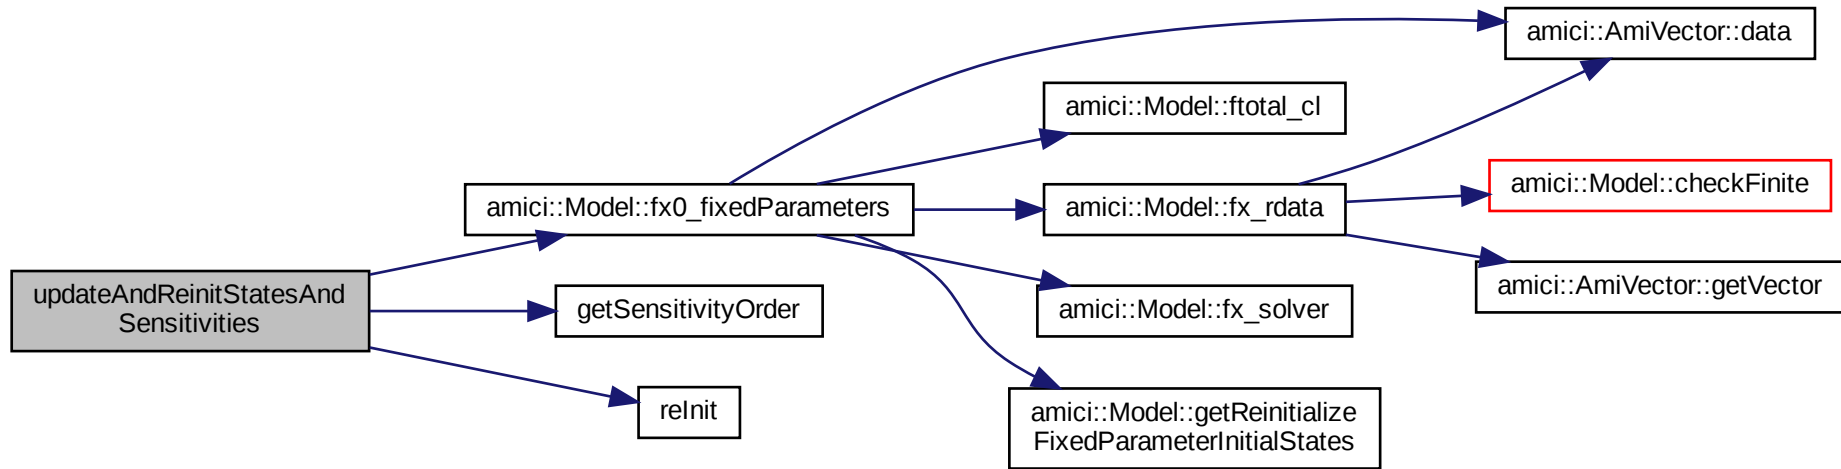 updateAndReinitStatesAnd
Sensitivities
amici::Model::fx0_fixedParameters
getSensitivityOrder
reInit
amici::AmiVector::data
amici::Model::ftotal_cl
amici::Model::fx_rdata
amici::Model::checkFinite
amici::AmiVector::getVector
amici::Model::fx_solver
amici::Model::getReinitialize
FixedParameterInitialStates